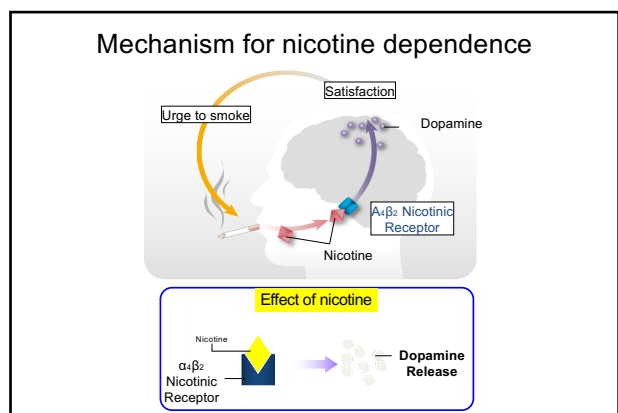 Mechanism for nicotine dependence
Satisfaction
Urge to smoke
Dopamine
A₄β₂ Nicotinic
Receptor
Nicotine
Effect of nicotine
Nicotine
α₄β₂
Nicotinic
Receptor
Dopamine
Release